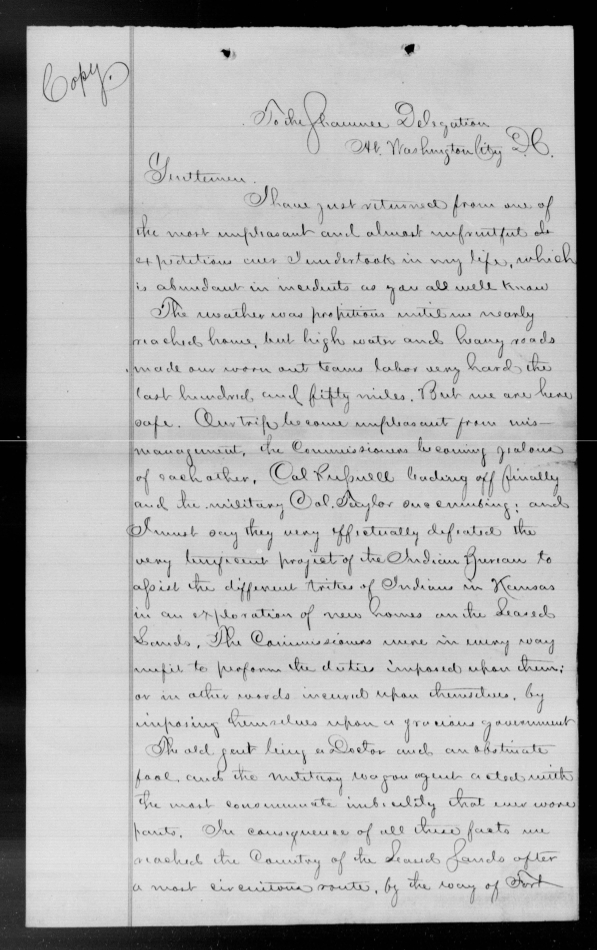 Copy.
To the Shawnee Delegation
At. Washington City D.C.
Gentlemen.
I have just returned from one of
the most unpleasant and almost unfruitful
expeditions ever I undertook in my life, which
is abundant in incidents as you all well know
The weather was propitious until we nearly
reached home, but high water and heavy roads
made our worn out teams labor very hard the
last hundred and fifty miles. But we are here
safe. Our trip become unpleasant from mis-
management, the Commissioners becoming jealous
of each other, Col leading off finally
and the military Col. Taylor succumbing; and
I must say they very effectually defeated the
very beneficent project of the Indian Bureau to
assist the different tribes of Indians in Kansas
in an exploration of new homes on the Leased
Lands. The Commissioners were in every way
unfit to perform the duties imposed upon them;
or in other words incured upon themselves, by
imposing themselves upon a gracious government
The old gent being a Doctor and an obstinate
fool, and the military wagon agent acted with
the most consummate imbicility that ever wore
pants. In consequence of all these facts we
reached the Country of the Leased Lands after
a most circuitous route, by the way of Fort